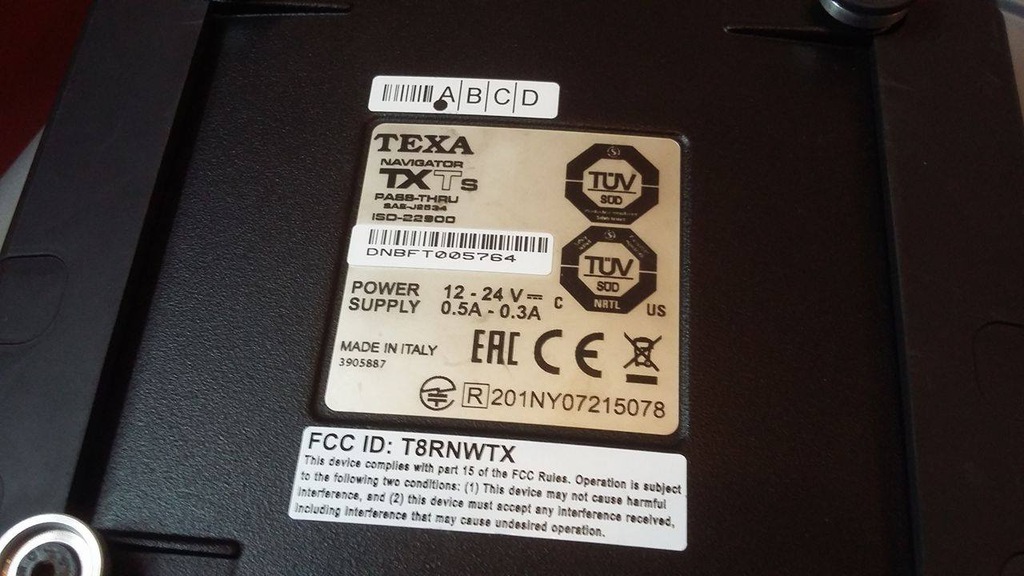 A|B|C|D
TEXA
NAVIGATOR
TXTs
PASS-THRU
SAE-J2534
ISO-22900
DNBFT005764
TÜV
SÜD
TÜV
SÜD
NRTL
C US
POWER SUPPLY
12 - 24 V
0.5A - 0.3A
MADE IN ITALY
3905887
EAC CE
R 201NY07215078
FCC ID: T8RNWTX
This device complies with part 15 of the FCC Rules. Operation is subject
to the following two conditions: (1) This device may not cause harmful
interference, and (2) this device must accept any interference received,
including interference that may cause undesired operation.